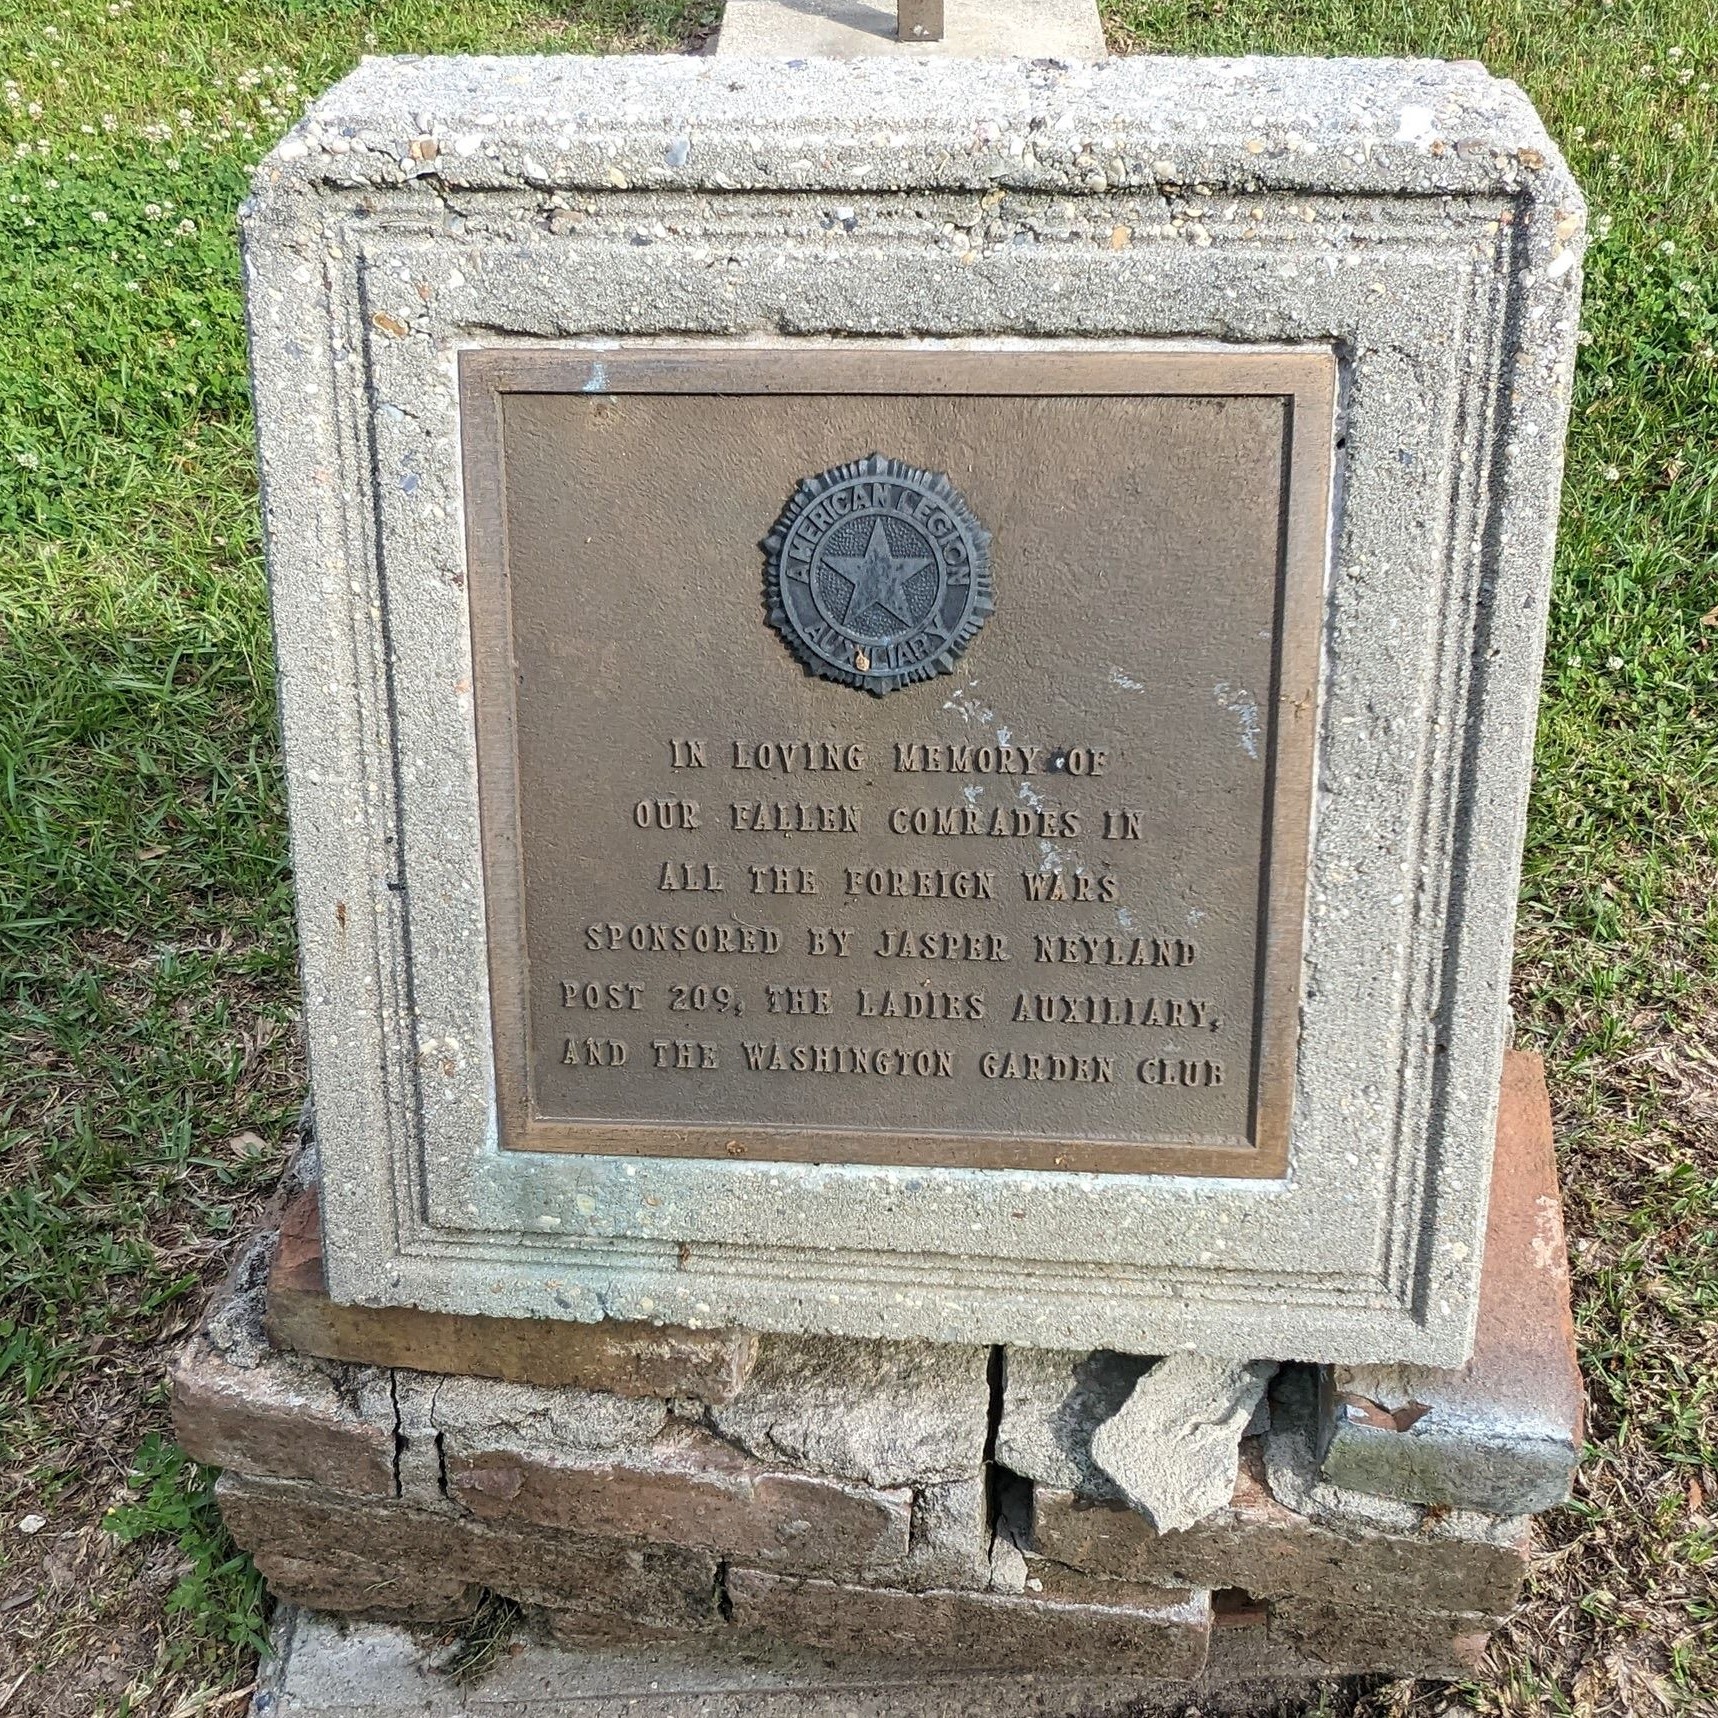 AMERICAN LEGION
AUXILIARY
IN LOVING MEMORY OF
OUR FALLEN COMRADES IN
ALL THE FOREIGN WARS
SPONSORED BY JASPER NEYLAND
POST 209, THE LADIES AUXILIARY,
AND THE WASHINGTON GARDEN CLUB